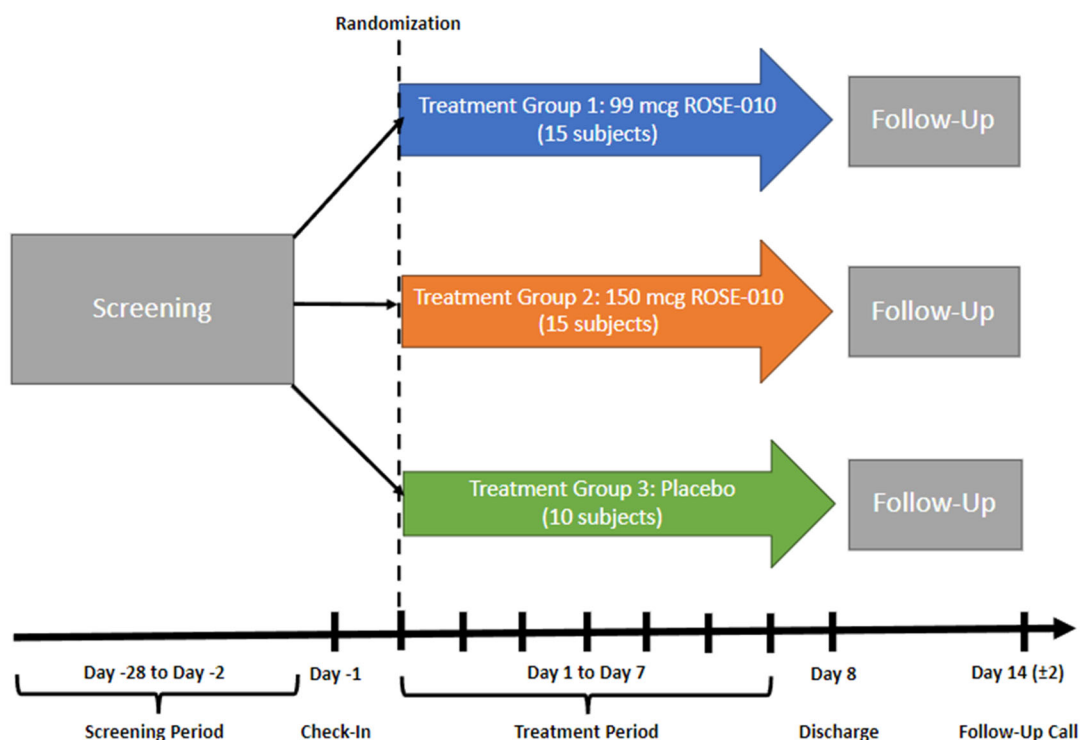 Randomization
Treatment Group 1: 99 mcg ROSE-010
(15 subjects)
Follow-Up
Screening
Treatment Group 2: 150 mcg ROSE-010
(15 subjects)
Follow-Up
Treatment Group 3: Placebo
(10 subjects)
Follow-Up
Day -28 to Day -2
Day -1
Day 1 to Day 7
Day 8
Day 14 (±2)
Screening Period
Check-In
Treatment Period
Discharge
Follow-Up Call